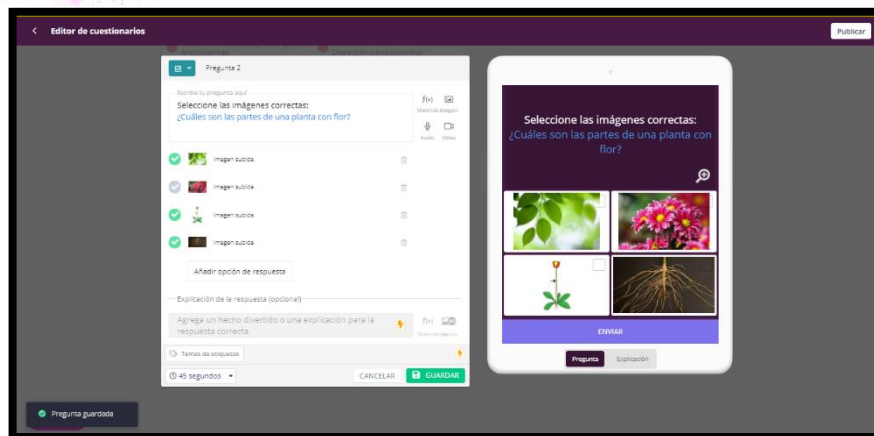 Editor de cuestionarios
Publicar
Pregunta 2
Escribe tu pregunta aquí
Seleccione las imágenes correctas:
¿Cuáles son las partes de una planta con flor?
f(x)
Imagen
Audio Video
Imagen subida
Imagen subida
Imagen subida
Imagen subida
Añadir opción de respuesta
Explicación de la respuesta (opcional)
Agrega un hecho divertido o una explicación para la
respuesta correcta.
f(x)
Temas de etiquetas
45 segundos
CANCELAR
GUARDAR
Seleccione las imágenes correctas:
¿Cuáles son las partes de una planta con
flor?
ENVIAR
Pregunta
Explicación
Pregunta guardada